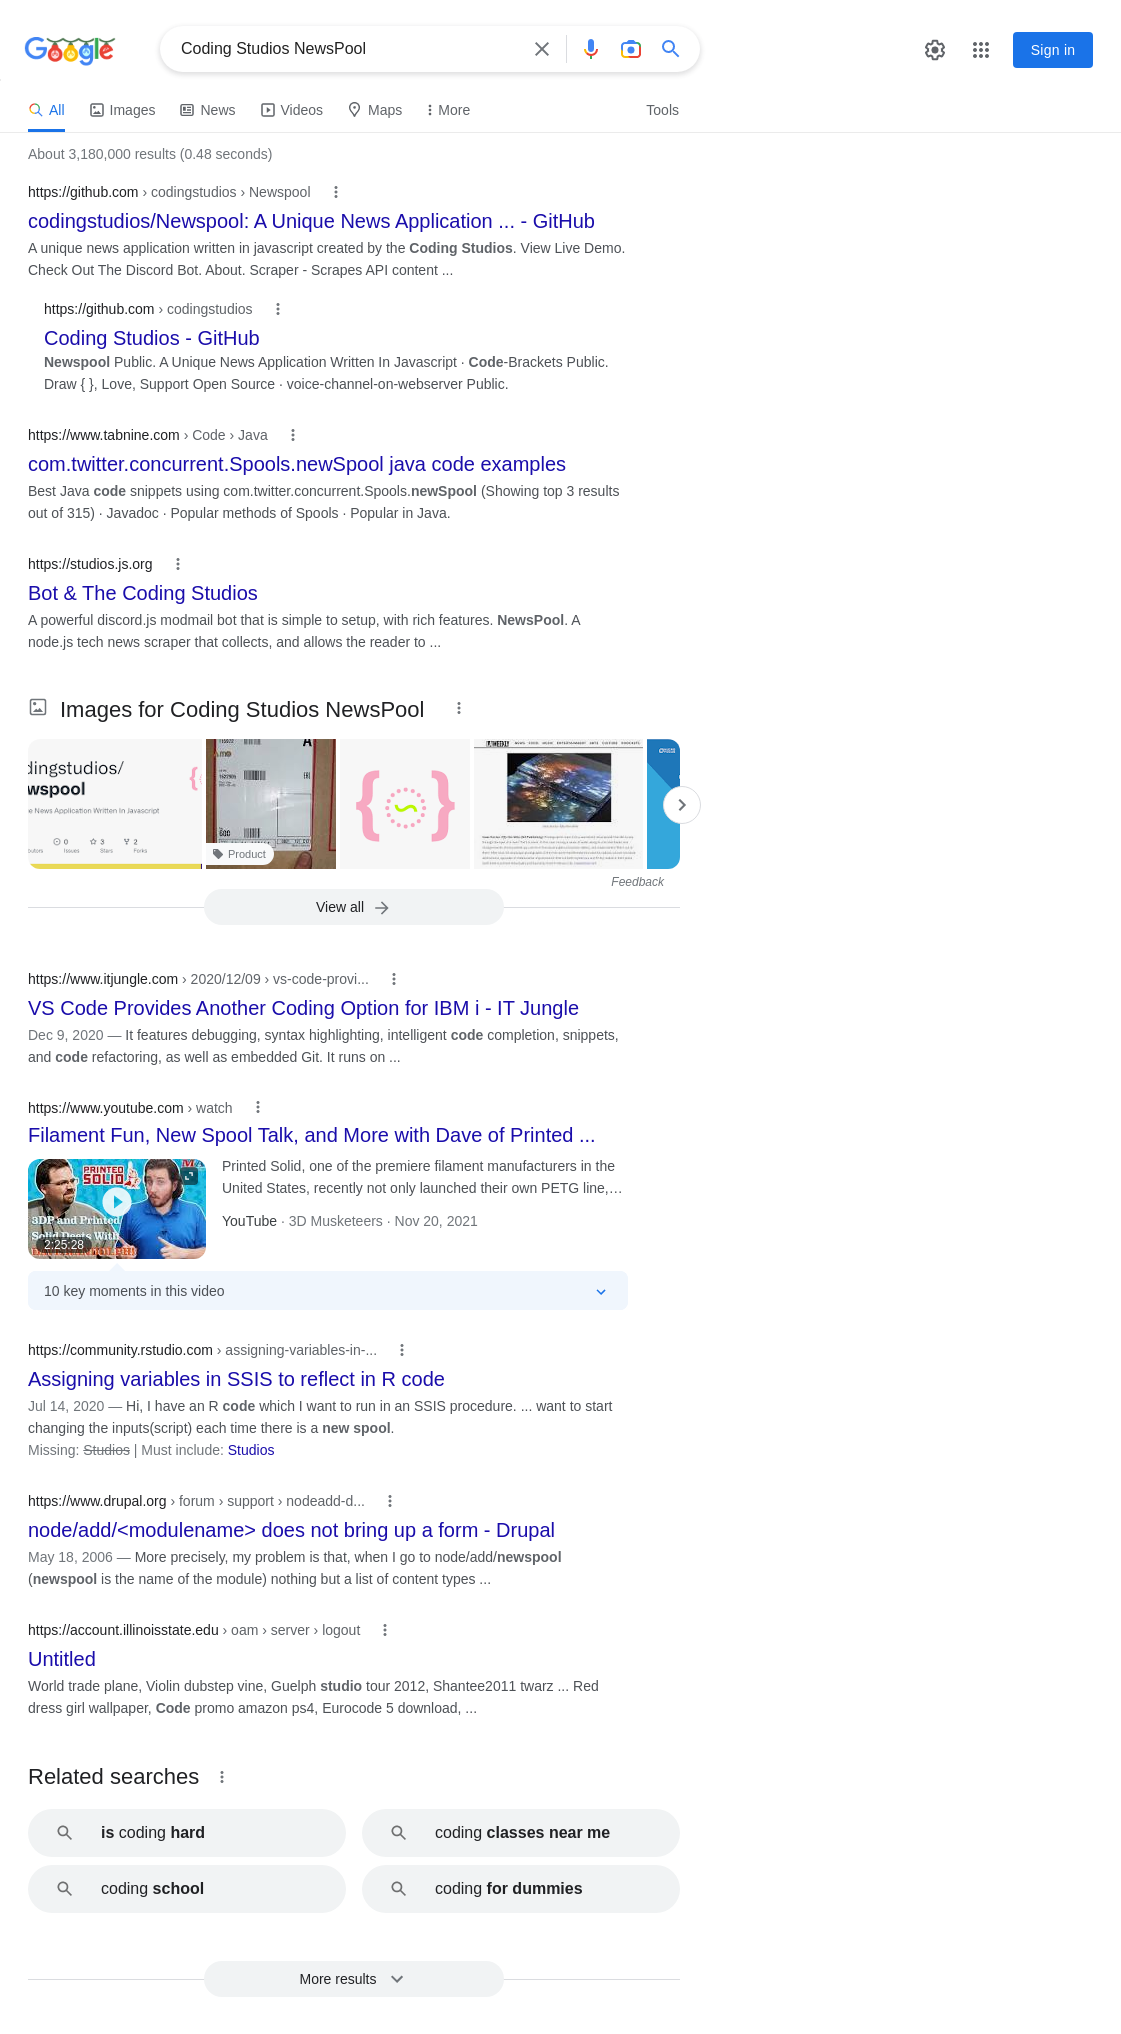 Google
Coding Studios NewsPool
Sign in
All
Images
News
Videos
Maps
More
Tools
About 3,180,000 results (0.48 seconds)
https://github.com › codingstudios › Newspool
codingstudios/Newspool: A Unique News Application ... - GitHub
A unique news application written in javascript created by the Coding Studios. View Live Demo.
Check Out The Discord Bot. About. Scraper - Scrapes API content ...
https://github.com › codingstudios
Coding Studios - GitHub
Newspool Public. A Unique News Application Written In Javascript · Code-Brackets Public.
Draw { }, Love, Support Open Source · voice-channel-on-webserver Public.
https://www.tabnine.com › Code › Java
com.twitter.concurrent.Spools.newSpool java code examples
Best Java code snippets using com.twitter.concurrent.Spools.newSpool (Showing top 3 results
out of 315) · Javadoc · Popular methods of Spools · Popular in Java.
https://studios.js.org
Bot & The Coding Studios
A powerful discord.js modmail bot that is simple to setup, with rich features. NewsPool. A
node.js tech news scraper that collects, and allows the reader to ...
Images for Coding Studios NewsPool
dingstudios/
wspool
e News Application Written In Javascript
0
3
2
Issues
Stars
Forks
Product
Feedback
View all
https://www.itjungle.com › 2020/12/09 › vs-code-provi...
VS Code Provides Another Coding Option for IBM i - IT Jungle
Dec 9, 2020 — It features debugging, syntax highlighting, intelligent code completion, snippets,
and code refactoring, as well as embedded Git. It runs on ...
https://www.youtube.com › watch
Filament Fun, New Spool Talk, and More with Dave of Printed ...
PRINTED
SOLID
3DP and Printed
Solid Deets With
2:25:28
Printed Solid, one of the premiere filament manufacturers in the
United States, recently not only launched their own PETG line,...
YouTube · 3D Musketeers · Nov 20, 2021
10 key moments in this video
https://community.rstudio.com › assigning-variables-in-...
Assigning variables in SSIS to reflect in R code
Jul 14, 2020 — Hi, I have an R code which I want to run in an SSIS procedure. ... want to start
changing the inputs(script) each time there is a new spool.
Missing: Studios | Must include: Studios
https://www.drupal.org › forum › support › nodeadd-d...
node/add/<modulename> does not bring up a form - Drupal
May 18, 2006 — More precisely, my problem is that, when I go to node/add/newspool
(newspool is the name of the module) nothing but a list of content types ...
https://account.illinoisstate.edu › oam › server › logout
Untitled
World trade plane, Violin dubstep vine, Guelph studio tour 2012, Shantee2011 twarz ... Red
dress girl wallpaper, Code promo amazon ps4, Eurocode 5 download, ...
Related searches
is coding hard
coding classes near me
coding school
coding for dummies
More results